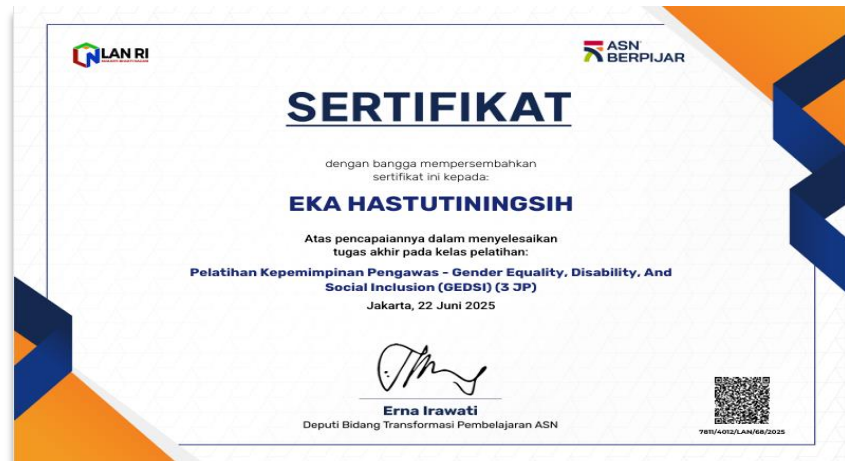 LAN RI
ASN
BERPIJAR
SERTIFIKAT
dengan bangga mempersembahkan
sertifikat ini kepada:
EKA HASTUTININGSIH
Atas pencapaiannya dalam menyelesaikan
tugas akhir pada kelas pelatihan:
Pelatihan Kepemimpinan Pengawas - Gender Equality, Disability, And
Social Inclusion (GEDSI) (3 JP)
Jakarta, 22 Juni 2025
Erna Irawati
Deputi Bidang Transformasi Pembelajaran ASN
7811/4012/LAN/68/2025